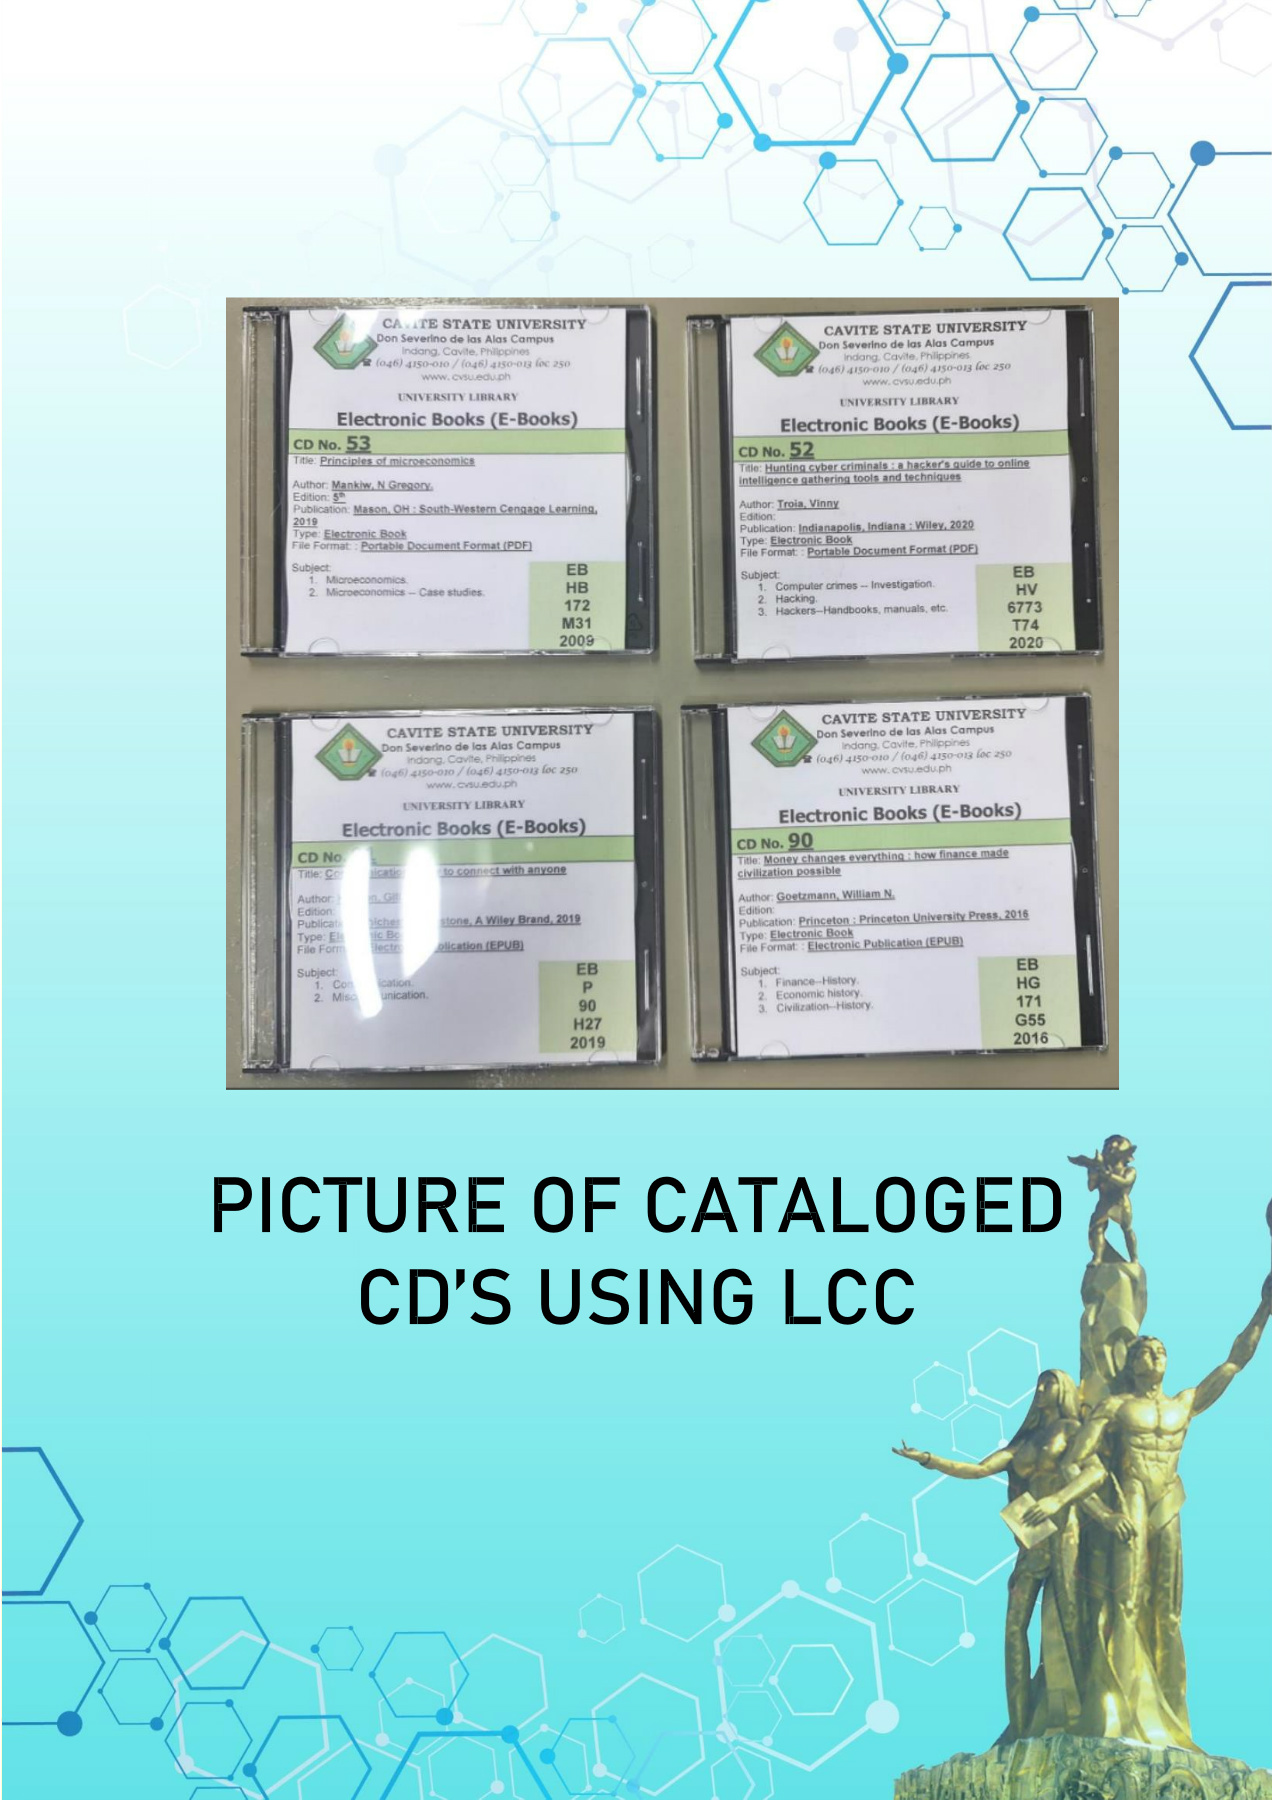 CAVITE STATE UNIVERSITY
Don Severino de las Alas Campus
Indang, Cavite, Philippines
☎ (046) 4150-010 / (046) 4150-013 loc 250
www.cvsu.edu.ph
UNIVERSITY LIBRARY
Electronic Books (E-Books)
CD No. 53
Title: Principles of microeconomics
Author: Mankiw, N Gregory.
Edition: 5th
Publication: Mason, OH : South-Western Cengage Learning,
2019
Type: Electronic Book
File Format: : Portable Document Format (PDF)
Subject:
1. Microeconomics.
2. Microeconomics -- Case studies.
EB
HB
172
M31
2009
CAVITE STATE UNIVERSITY
Don Severino de las Alas Campus
Indang, Cavite, Philippines
☎ (046) 4150-010 / (046) 4150-013 loc 250
www.cvsu.edu.ph
UNIVERSITY LIBRARY
Electronic Books (E-Books)
CD No. 52
Title: Hunting cyber criminals : a hacker's guide to online
intelligence gathering tools and techniques
Author: Troia, Vinny
Edition:
Publication: Indianapolis, Indiana : Wiley, 2020
Type: Electronic Book
File Format: : Portable Document Format (PDF)
Subject:
1. Computer crimes -- Investigation.
2. Hacking.
3. Hackers--Handbooks, manuals, etc.
EB
HV
6773
T74
2020
CAVITE STATE UNIVERSITY
Don Severino de las Alas Campus
Indang, Cavite, Philippines
☎ (046) 4150-010 / (046) 4150-013 loc 250
www.cvsu.edu.ph
UNIVERSITY LIBRARY
Electronic Books (E-Books)
CD No.
Title: to connect with anyone
Author:
Edition:
Publication: A Wiley Brand, 2019
Type:
File (EPUB)
Subject:
1.
2.
EB
P
90
H27
2019
CAVITE STATE UNIVERSITY
Don Severino de las Alas Campus
Indang, Cavite, Philippines
☎ (046) 4150-010 / (046) 4150-013 loc 250
www.cvsu.edu.ph
UNIVERSITY LIBRARY
Electronic Books (E-Books)
CD No. 90
Title: Money changes everything : how finance made
civilization possible
Author: Goetzmann, William N.
Edition:
Publication: Princeton : Princeton University Press, 2016
Type: Electronic Book
File Format: : Electronic Publication (EPUB)
Subject:
1. Finance--History.
2. Economic history.
3. Civilization--History.
EB
HG
171
G55
2016
PICTURE OF CATALOGED
CD'S USING LCC